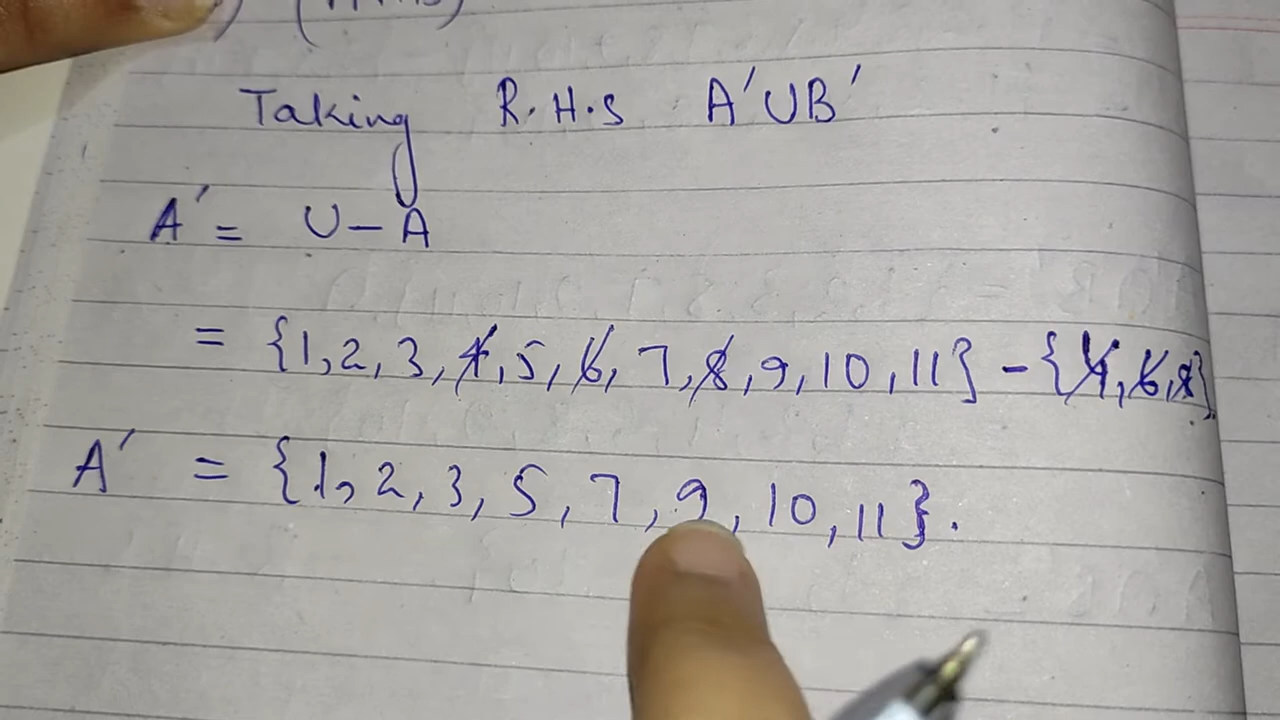 Taking R.H.S A'UB'
A' = U - A
= {1, 2, 3, 4, 5, 6, 7, 8, 9, 10, 11} - {4, 6, 8}
A' = {1, 2, 3, 5, 7, 9, 10, 11}.